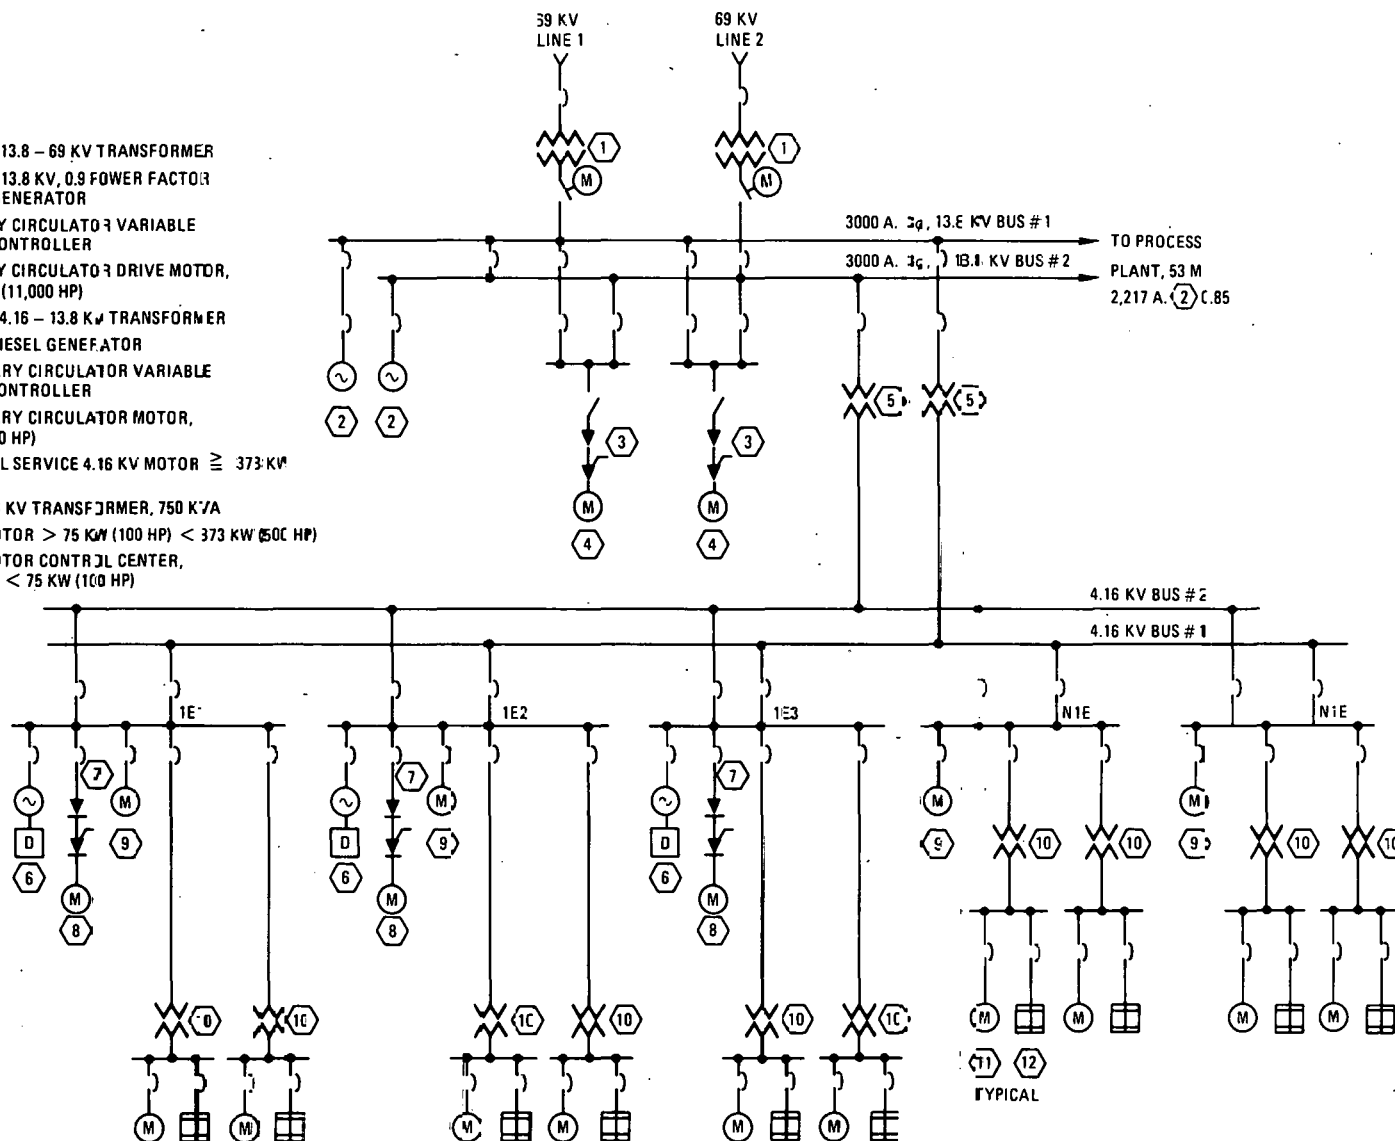 69 KV
LINE 1
69 KV
LINE 2
13.8 – 69 KV TRANSFORMER
13.8 KV, 0.9 POWER FACTOR
ENERATOR
Y CIRCULATOR VARIABLE
ONTROLLER
Y CIRCULATOR DRIVE MOTOR,
(11,000 HP)
4.16 – 13.8 KV TRANSFORMER
IESEL GENERATOR
RY CIRCULATOR VARIABLE
ONTROLLER
RY CIRCULATOR MOTOR,
0 HP)
L SERVICE 4.16 KV MOTOR ≧ 373 KW
KV TRANSFORMER, 750 KVA
OTOR > 75 KW (100 HP) < 373 KW (500 HP)
OTOR CONTROL CENTER,
< 75 KW (100 HP)
1
1
M
M
3000 A. 3φ, 13.8 KV BUS # 1
TO PROCESS
3000 A. 3φ, 13.8 KV BUS # 2
PLANT, 53 M
2,217 A. 2 0.85
2
2
3
3
5
5
M
M
4
4
4.16 KV BUS # 2
4.16 KV BUS # 1
1E
1E2
1E3
N1E
N1E
7
M
7
M
7
M
M
D
9
D
9
D
9
9
6
6
6
M
M
M
8
8
8
10
10
10
10
M
M
M
M
10
10
10
10
10
10
11
12
TYPICAL
M
M
M
M
M
M